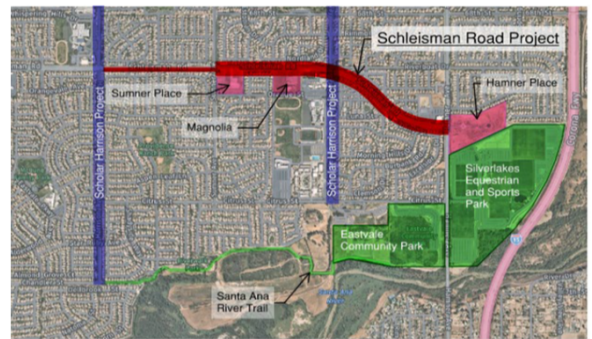 Schleisman Road Project
Hamner Place
Sumner Place
Magnolia
Scholar Harrison Project
Scholar Harrison Project
Silverlakes
Equestrian
and Sports
Park
Eastvale
Community Park
Santa Ana
River Trail